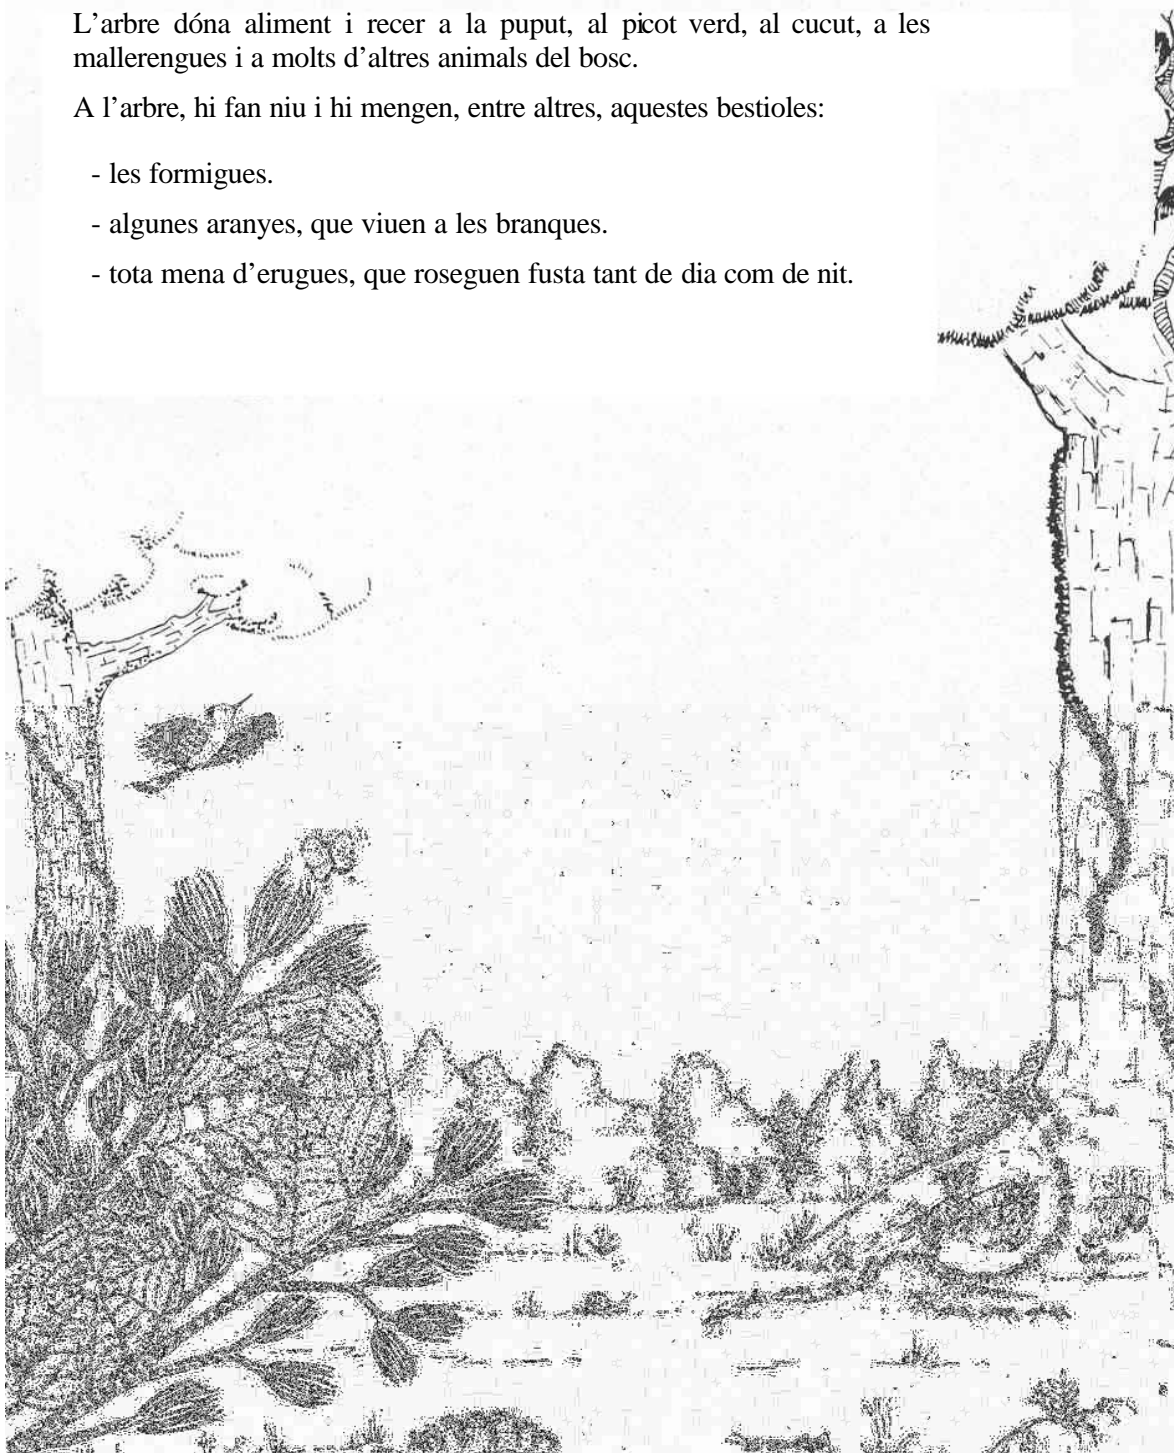 L'arbre dóna aliment i recer a la puput, al picot verd, al cucut, a les
mallerengues i a molts d'altres animals del bosc.
A l'arbre, hi fan niu i hi mengen, entre altres, aquestes bestioles:
- les formigues.
- algunes aranyes, que viuen a les branques.
- tota mena d'erugues, que roseguen fusta tant de dia com de nit.